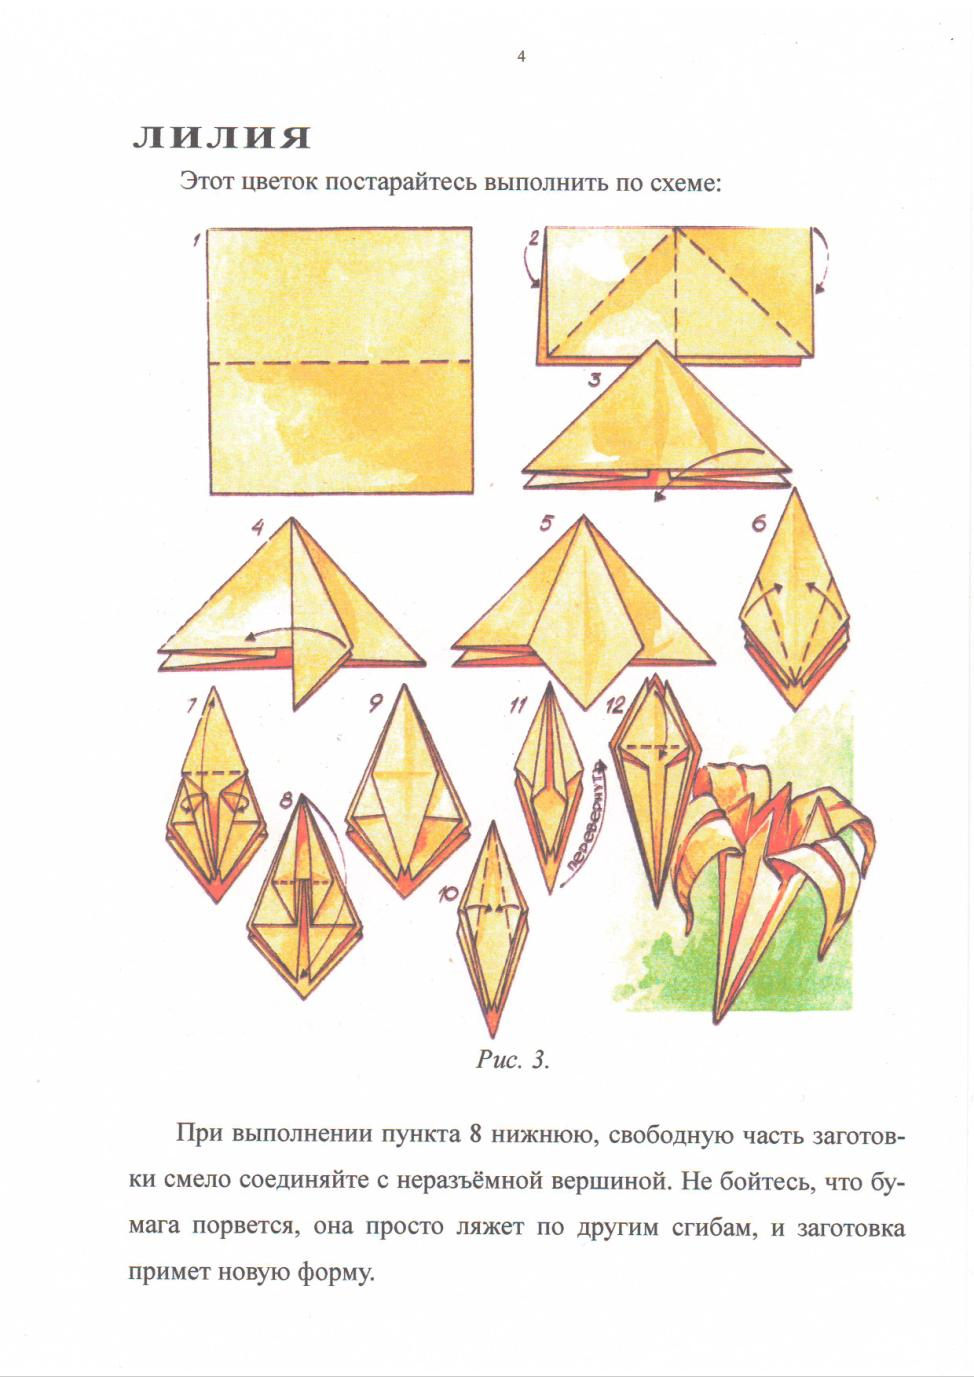 4
ЛИЛИЯ
Этот цветок постарайтесь выполнить по схеме:
1
2
3
4
5
6
7
8
9
10
11
12
ПЕРЕВЕРНУТЬ
Рис. 3.
При выполнении пункта 8 нижнюю, свободную часть заготов-
ки смело соединяйте с неразъёмной вершиной. Не бойтесь, что бу-
мага порвется, она просто ляжет по другим сгибам, и заготовка
примет новую форму.